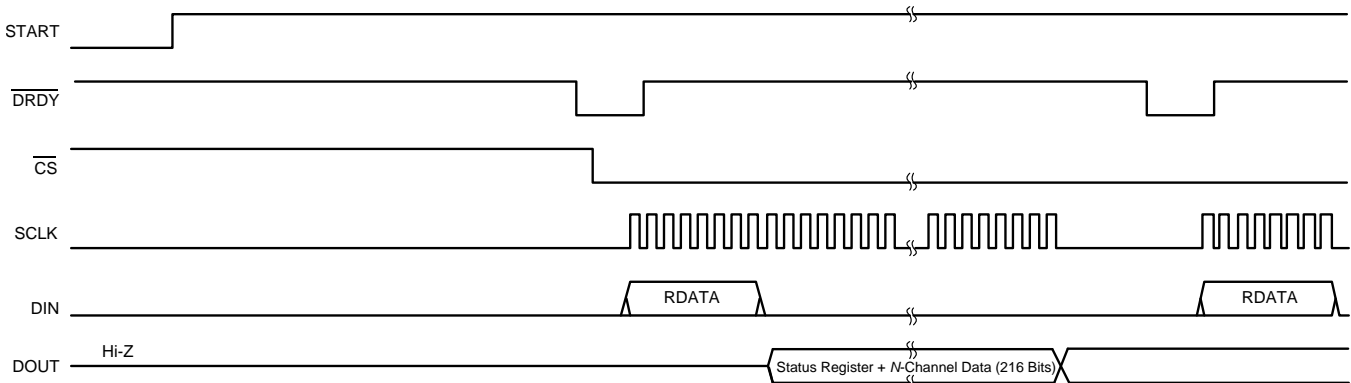 START
DRDY
CS
SCLK
DIN
RDATA
RDATA
DOUT
Hi-Z
Status Register + N-Channel Data (216 Bits)